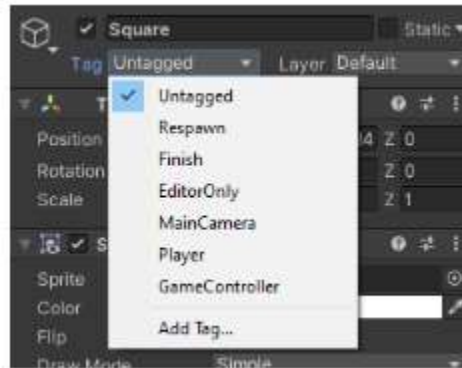 Square Static
Tag Untagged Layer Default
Untagged
Respawn
Position Z 0
Finish
Rotation Z 0
EditorOnly
Scale Z 1
MainCamera
Player
GameController
Sprite
Color
Add Tag...
Flip
Draw Mode Simple